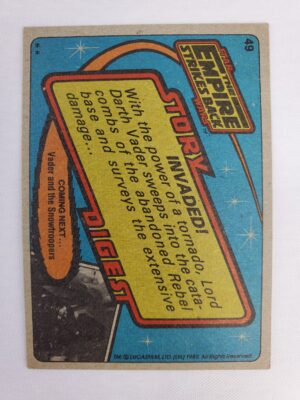 49
STAR
THE
EMPIRE
STRIKES BACK
WARS
STORY
INVADED!
With the power of a tornado, Lord
Darth Vader sweeps into the cata-
combs of the abandoned Rebel
base and surveys the extensive
damage...
DIGEST
COMING NEXT...
Vader and the Snowtroopers
TM: © LUCASFILM, LTD. (LFL) 1980. All Rights Reserved.